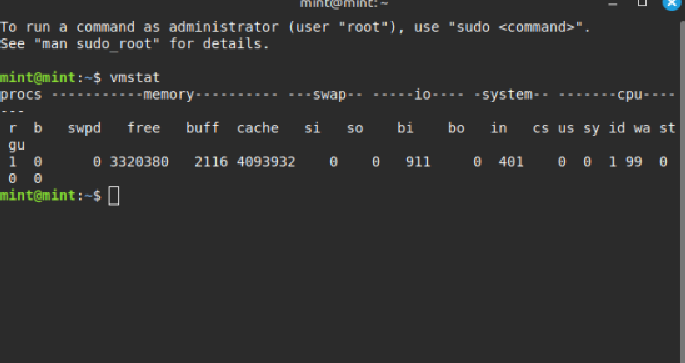 mint@mint: ~
To run a command as administrator (user "root"), use "sudo <command>".
See "man sudo_root" for details.
mint@mint:~$ vmstat
procs -----------memory---------- ---swap-- -----io---- -system-- -------cpu----
---
 r  b   swpd   free   buff  cache   si   so    bi    bo   in   cs us sy id wa st
 gu
 1  0      0 3320380   2116 4093932    0    0   911     0  401    0  0  1 99  0
 0  0
mint@mint:~$